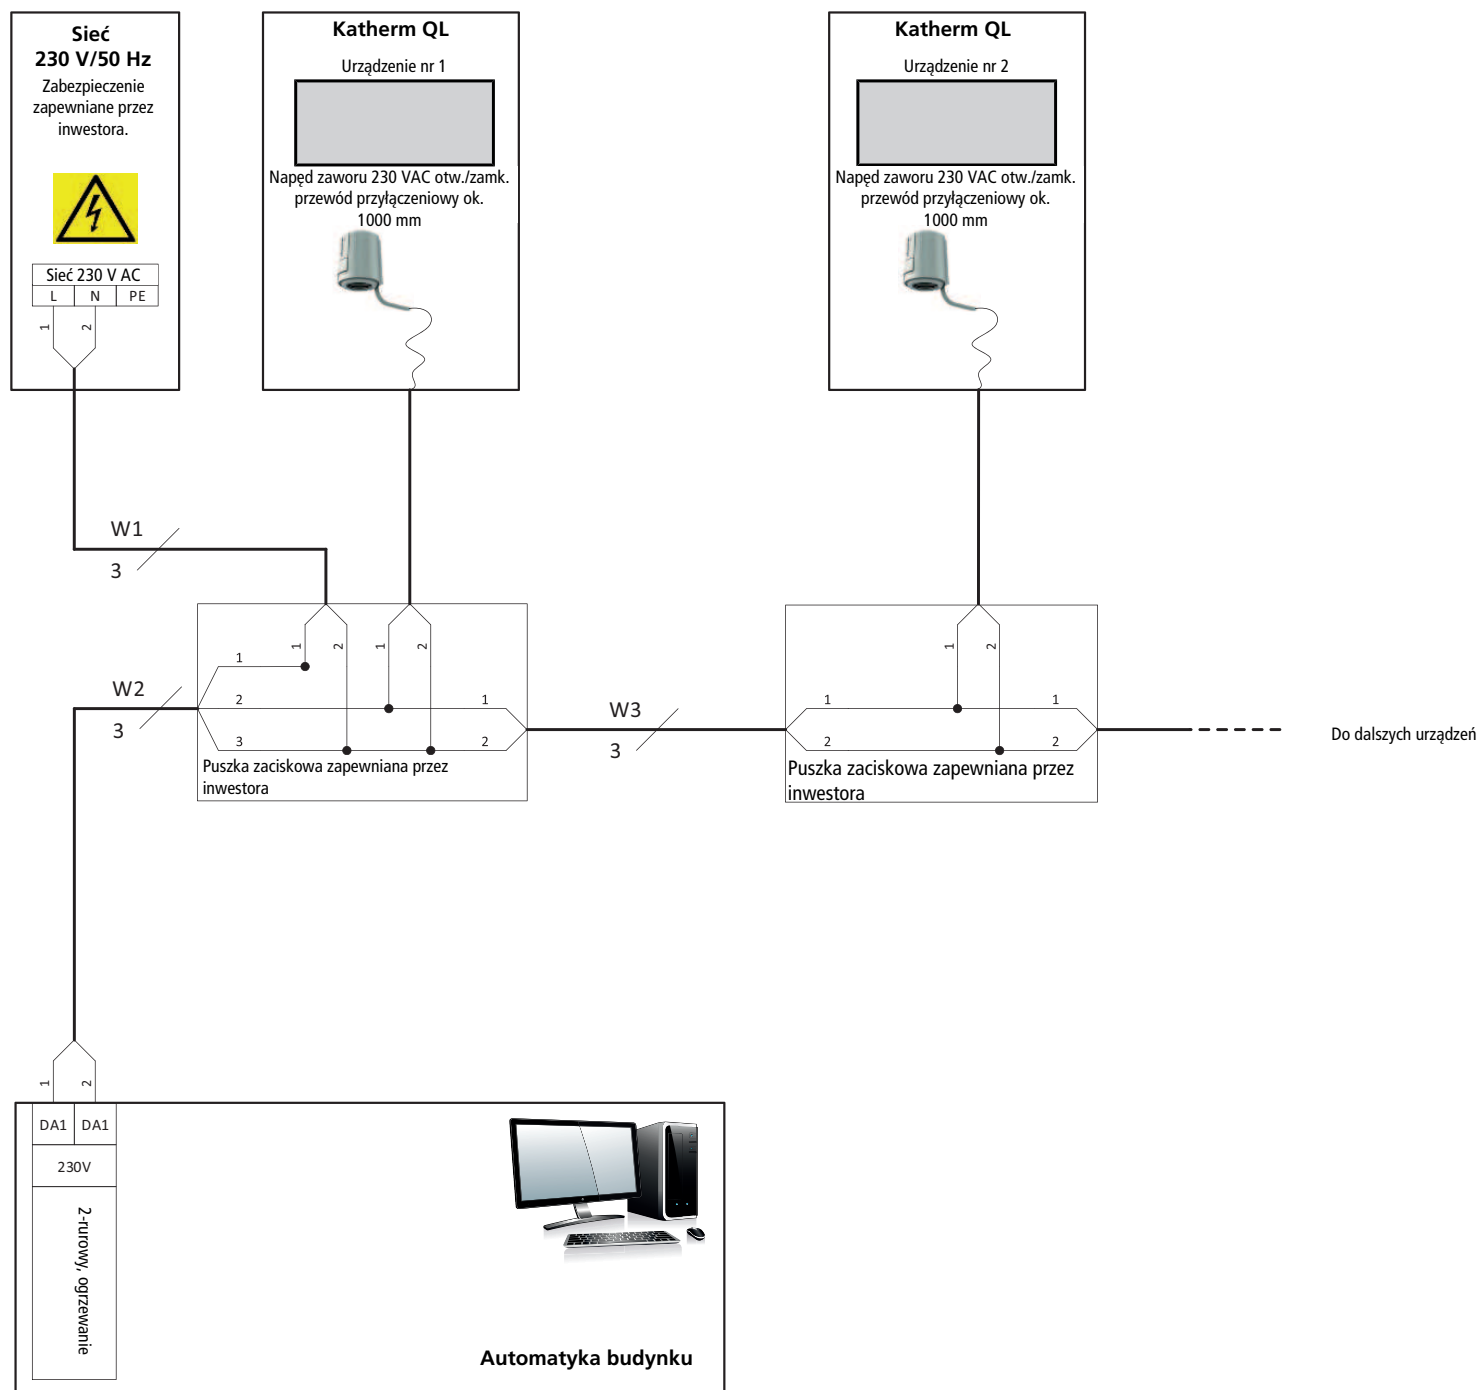 Sieć
230 V/50 Hz
Zabezpieczenie
zapewniane przez
inwestora.
Sieć 230 V AC
L N PE
1 2
Katherm QL
Urządzenie nr 1
Napęd zaworu 230 VAC otw./zamk.
przewód przyłączeniowy ok.
1000 mm
Katherm QL
Urządzenie nr 2
Napęd zaworu 230 VAC otw./zamk.
przewód przyłączeniowy ok.
1000 mm
W1
3
W2
3
1 2 1 2
1
2 1
3 2
Puszka zaciskowa zapewniana przez
inwestora
W3
3
1 2
1 1
2 2
Puszka zaciskowa zapewniana przez
inwestora
Do dalszych urządzeń
1 2
DA1 DA1
230V
2-rurowy, ogrzewanie
Automatyka budynku